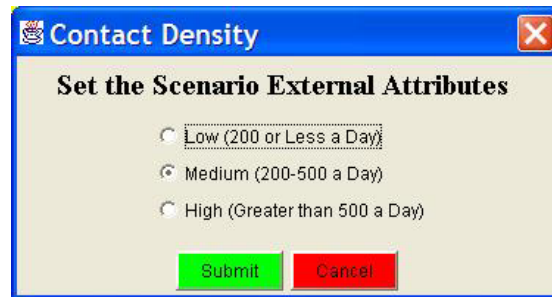 Contact Density
Set the Scenario External Attributes
Low (200 or Less a Day)
Medium (200-500 a Day)
High (Greater than 500 a Day)
Submit Cancel